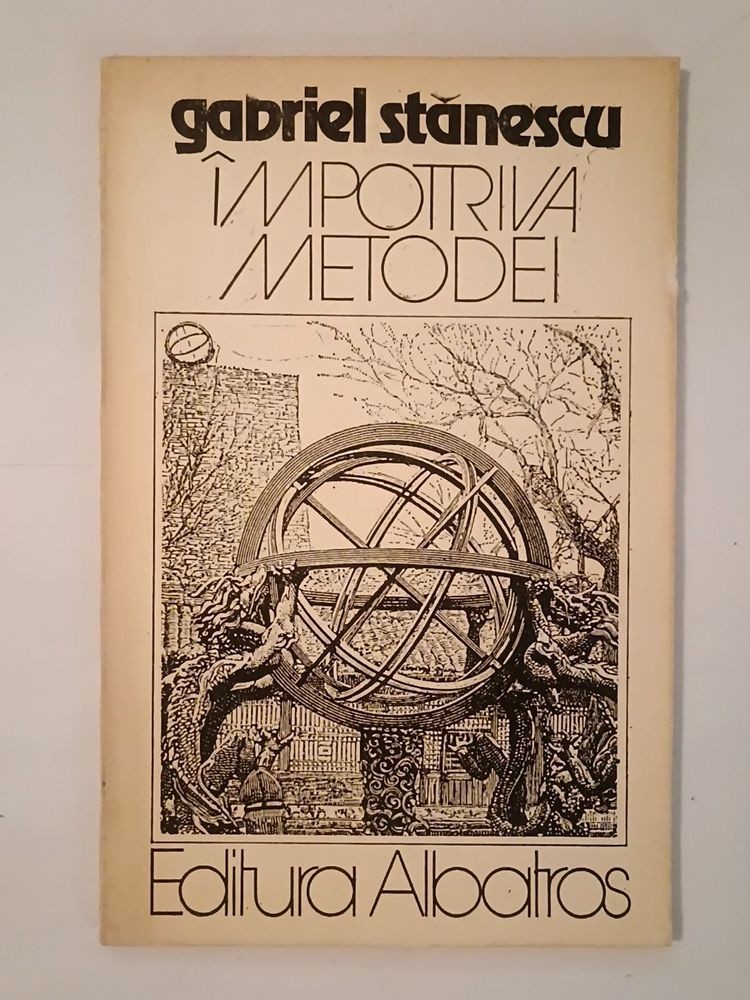 gabriel stănescu
ÎMPOTRIVA
METODEI
Editura Albatros